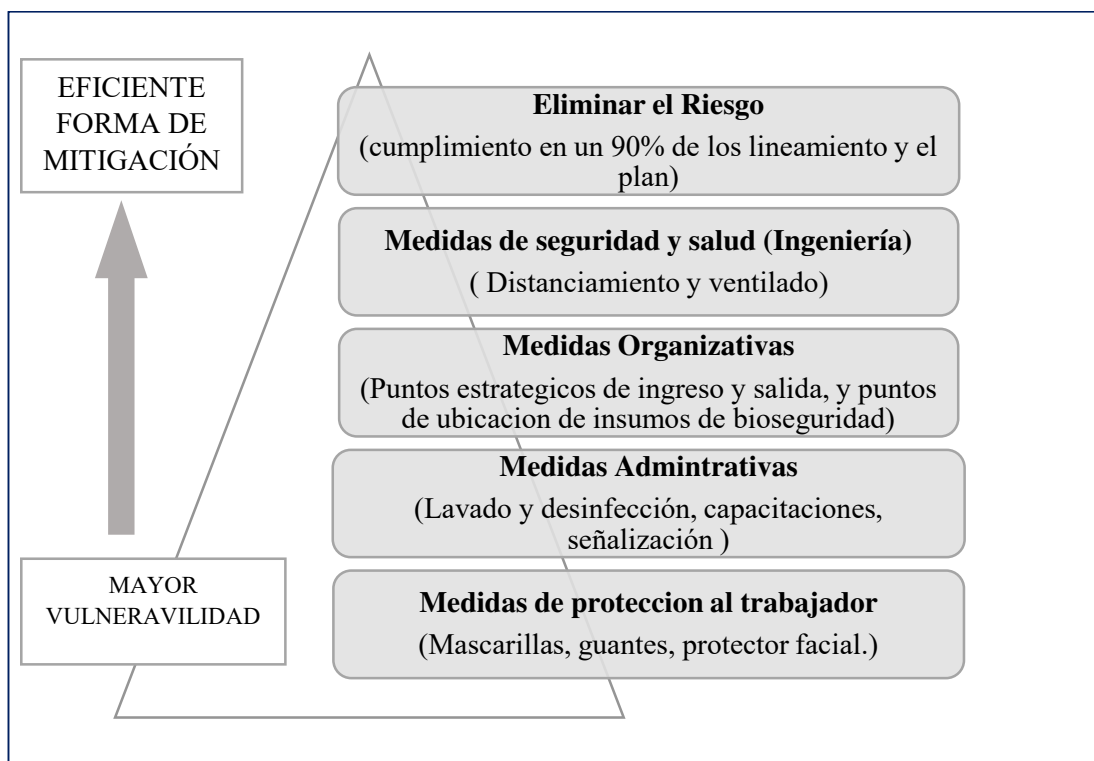 EFICIENTE
FORMA DE
MITIGACIÓN
Eliminar el Riesgo
(cumplimiento en un 90% de los lineamiento y el
plan)
Medidas de seguridad y salud (Ingeniería)
( Distanciamiento y ventilado)
Medidas Organizativas
(Puntos estrategicos de ingreso y salida, y puntos
de ubicacion de insumos de bioseguridad)
Medidas Admintrativas
(Lavado y desinfección, capacitaciones,
señalización )
MAYOR
VULNERAVILIDAD
Medidas de proteccion al trabajador
(Mascarillas, guantes, protector facial.)